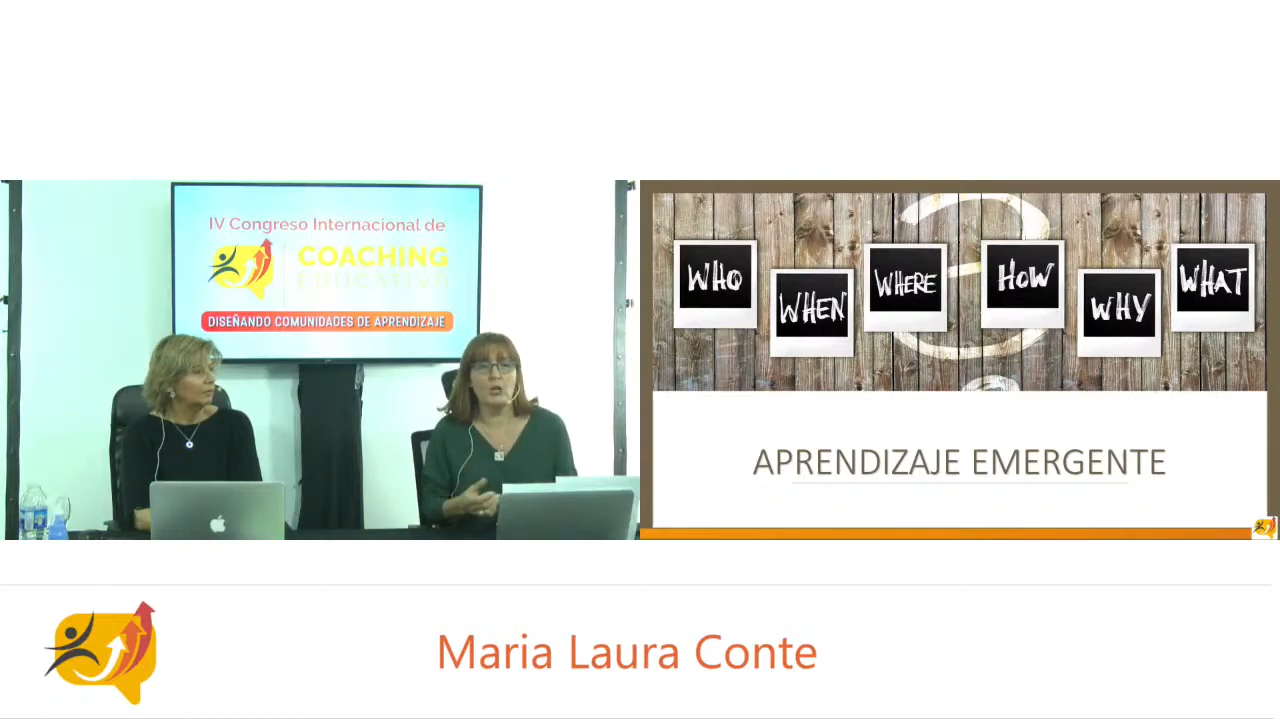 IV Congreso Internacional de
COACHING
EDUCATIVO
DISEÑANDO COMUNIDADES DE APRENDIZAJE
WHO
WHEN
WHERE
HOW
WHY
WHAT
APRENDIZAJE EMERGENTE
Maria Laura Conte